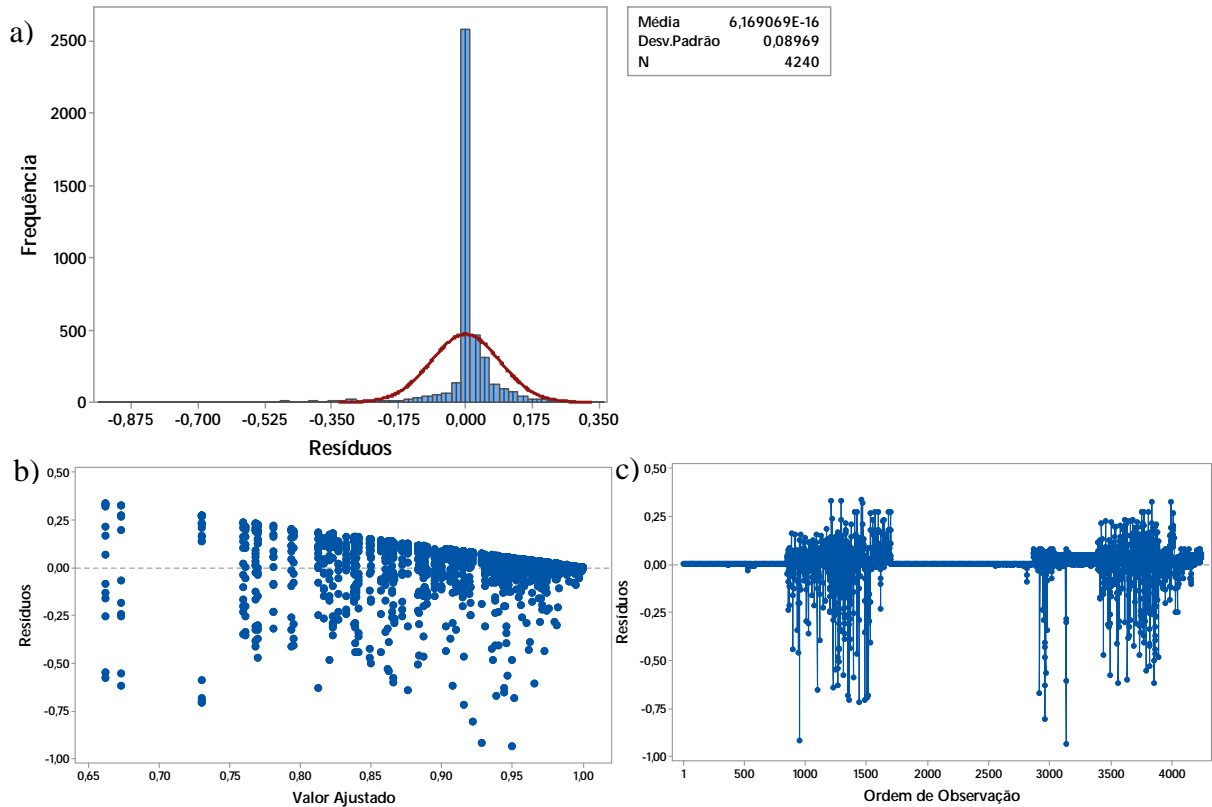 a)
2500
2000
1500
1000
500
0
Frequência
-0,875 -0,700 -0,525 -0,350 -0,175 0,000 0,175 0,350
Resíduos
Média 6,169069E-16
Desv.Padrão 0,08969
N 4240
b)
0,50
0,25
0,00
-0,25
-0,50
-0,75
-1,00
Resíduos
0,65 0,70 0,75 0,80 0,85 0,90 0,95 1,00
Valor Ajustado
c)
0,50
0,25
0,00
-0,25
-0,50
-0,75
-1,00
Resíduos
1 500 1000 1500 2000 2500 3000 3500 4000
Ordem de Observação